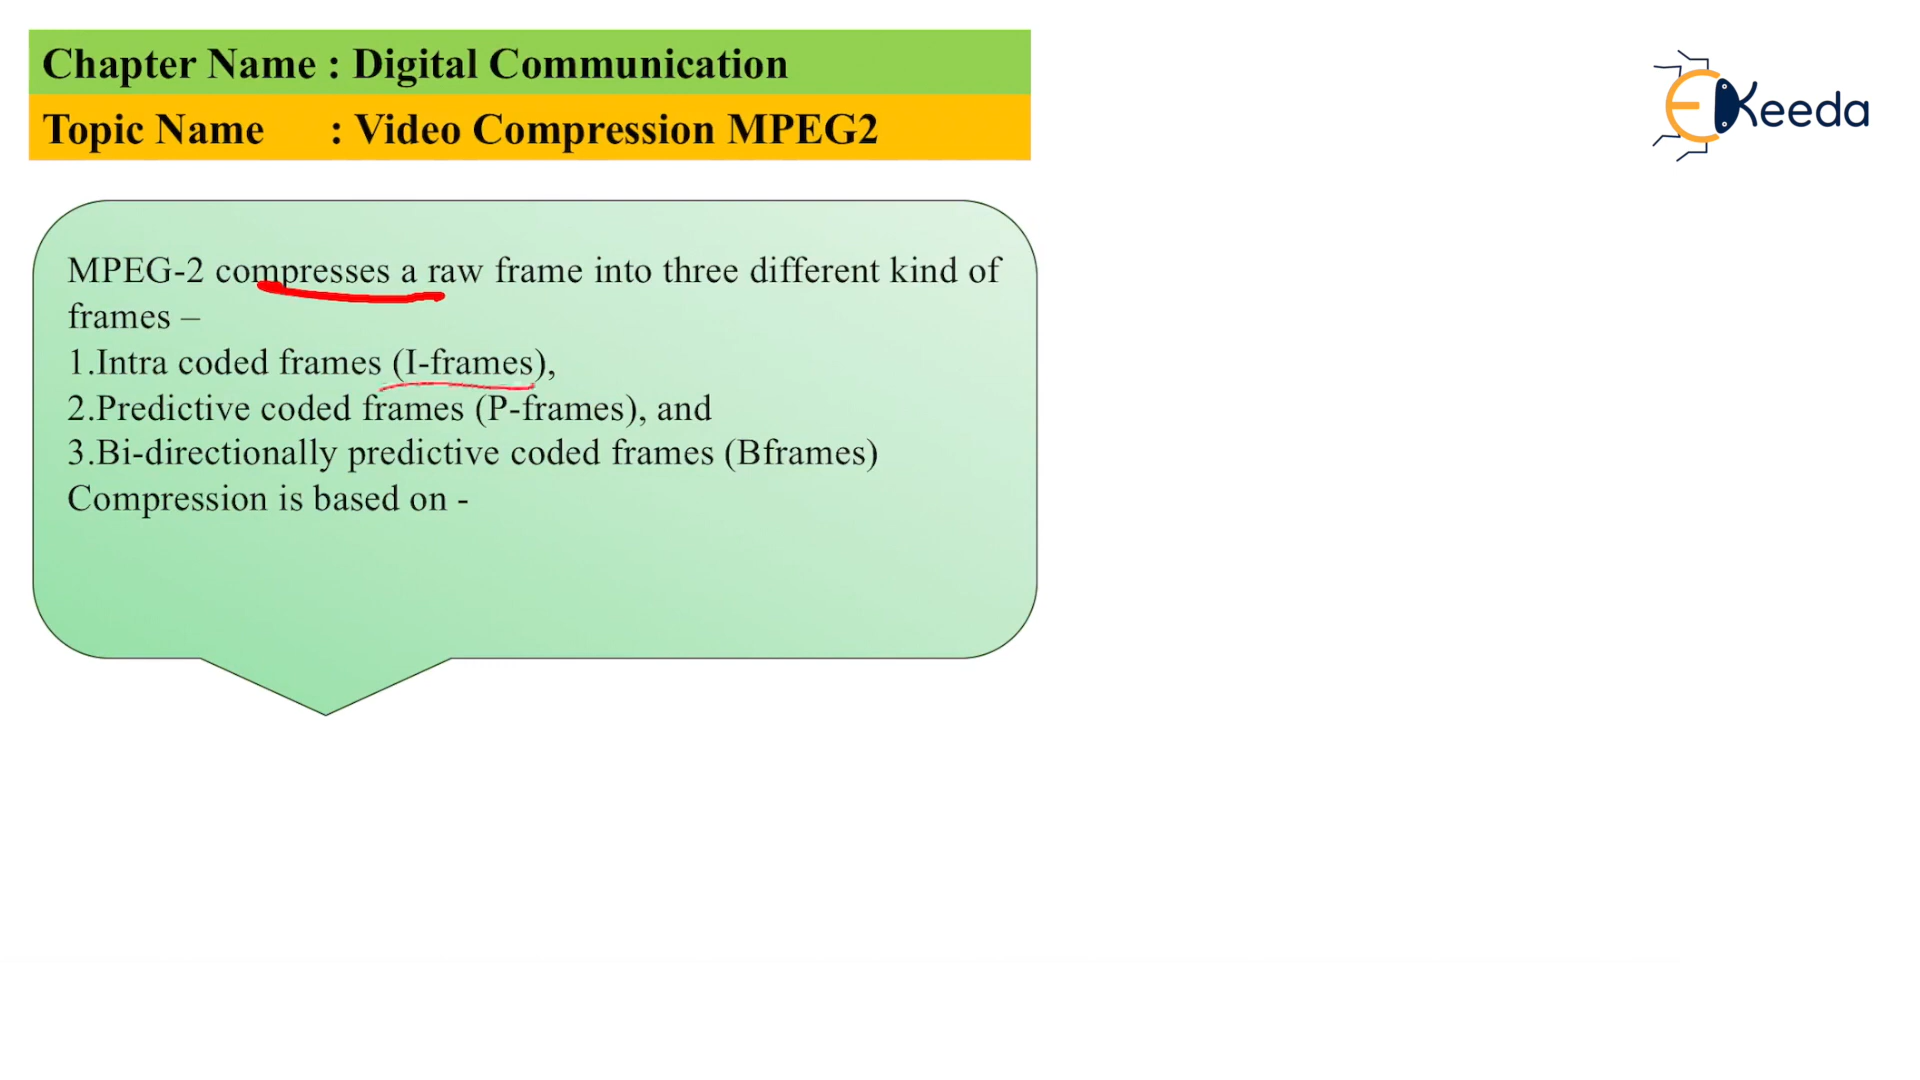 Chapter Name : Digital Communication
Topic Name : Video Compression MPEG2
EKeeda
MPEG-2 compresses a raw frame into three different kind of
frames –
1.Intra coded frames (I-frames),
2.Predictive coded frames (P-frames), and
3.Bi-directionally predictive coded frames (Bframes)
Compression is based on -